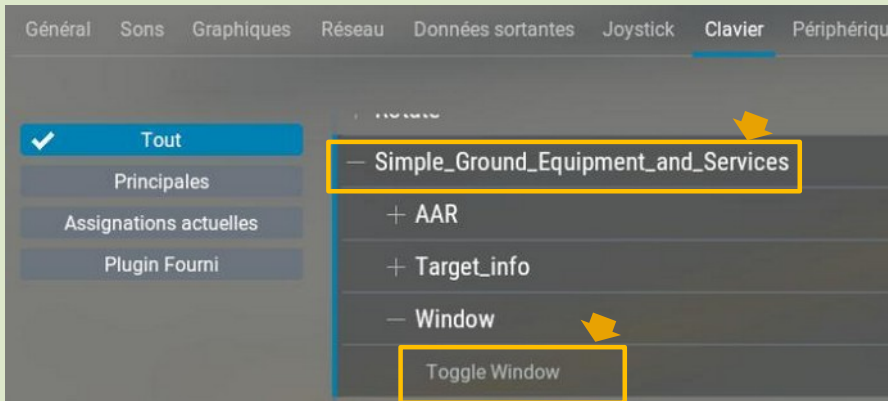 Général Sons Graphiques Réseau Données sortantes Joystick Clavier
Tout
Principales
Assignations actuelles
Plugin Fourni
Simple_Ground_Equipment_and_Services
AAR
Target_info
Window
Toggle Window